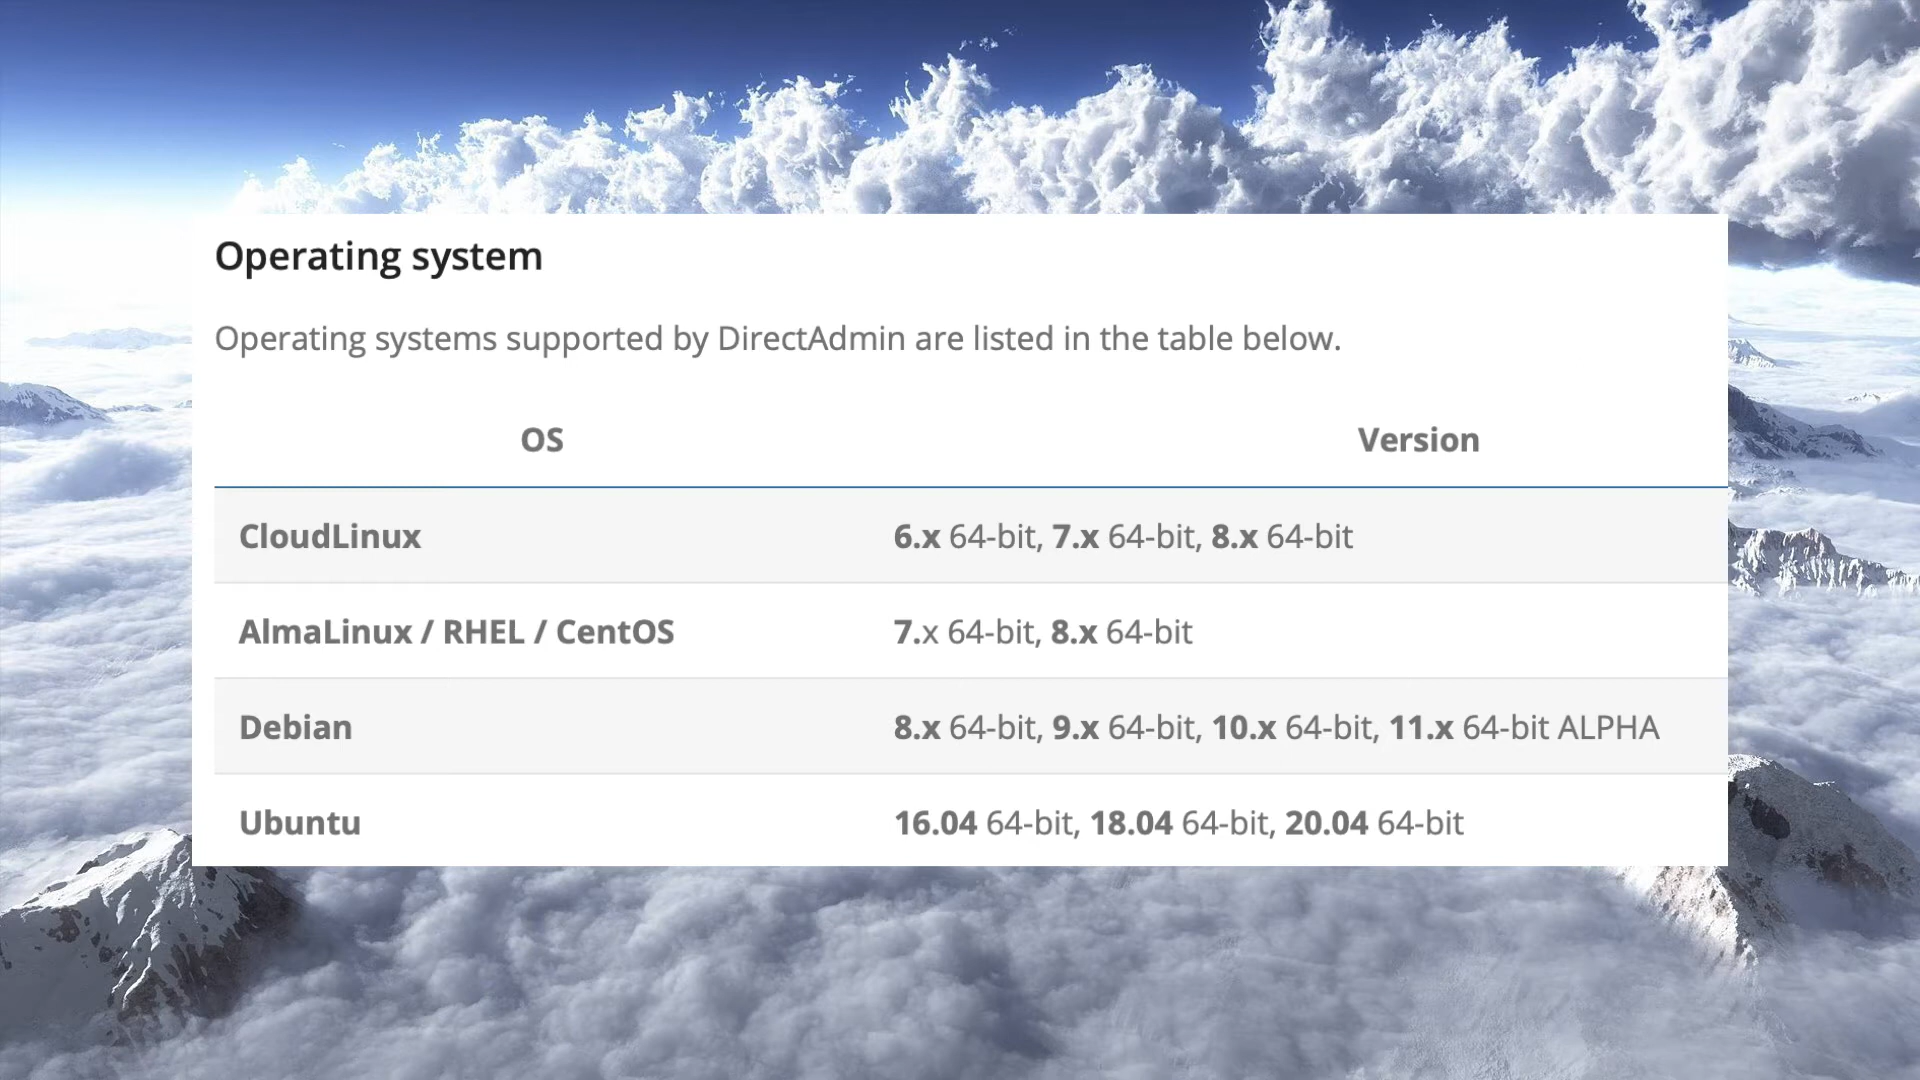 Operating system
Operating systems supported by DirectAdmin are listed in the table below.
OS Version
CloudLinux 6.x 64-bit, 7.x 64-bit, 8.x 64-bit
AlmaLinux / RHEL / CentOS 7.x 64-bit, 8.x 64-bit
Debian 8.x 64-bit, 9.x 64-bit, 10.x 64-bit, 11.x 64-bit ALPHA
Ubuntu 16.04 64-bit, 18.04 64-bit, 20.04 64-bit